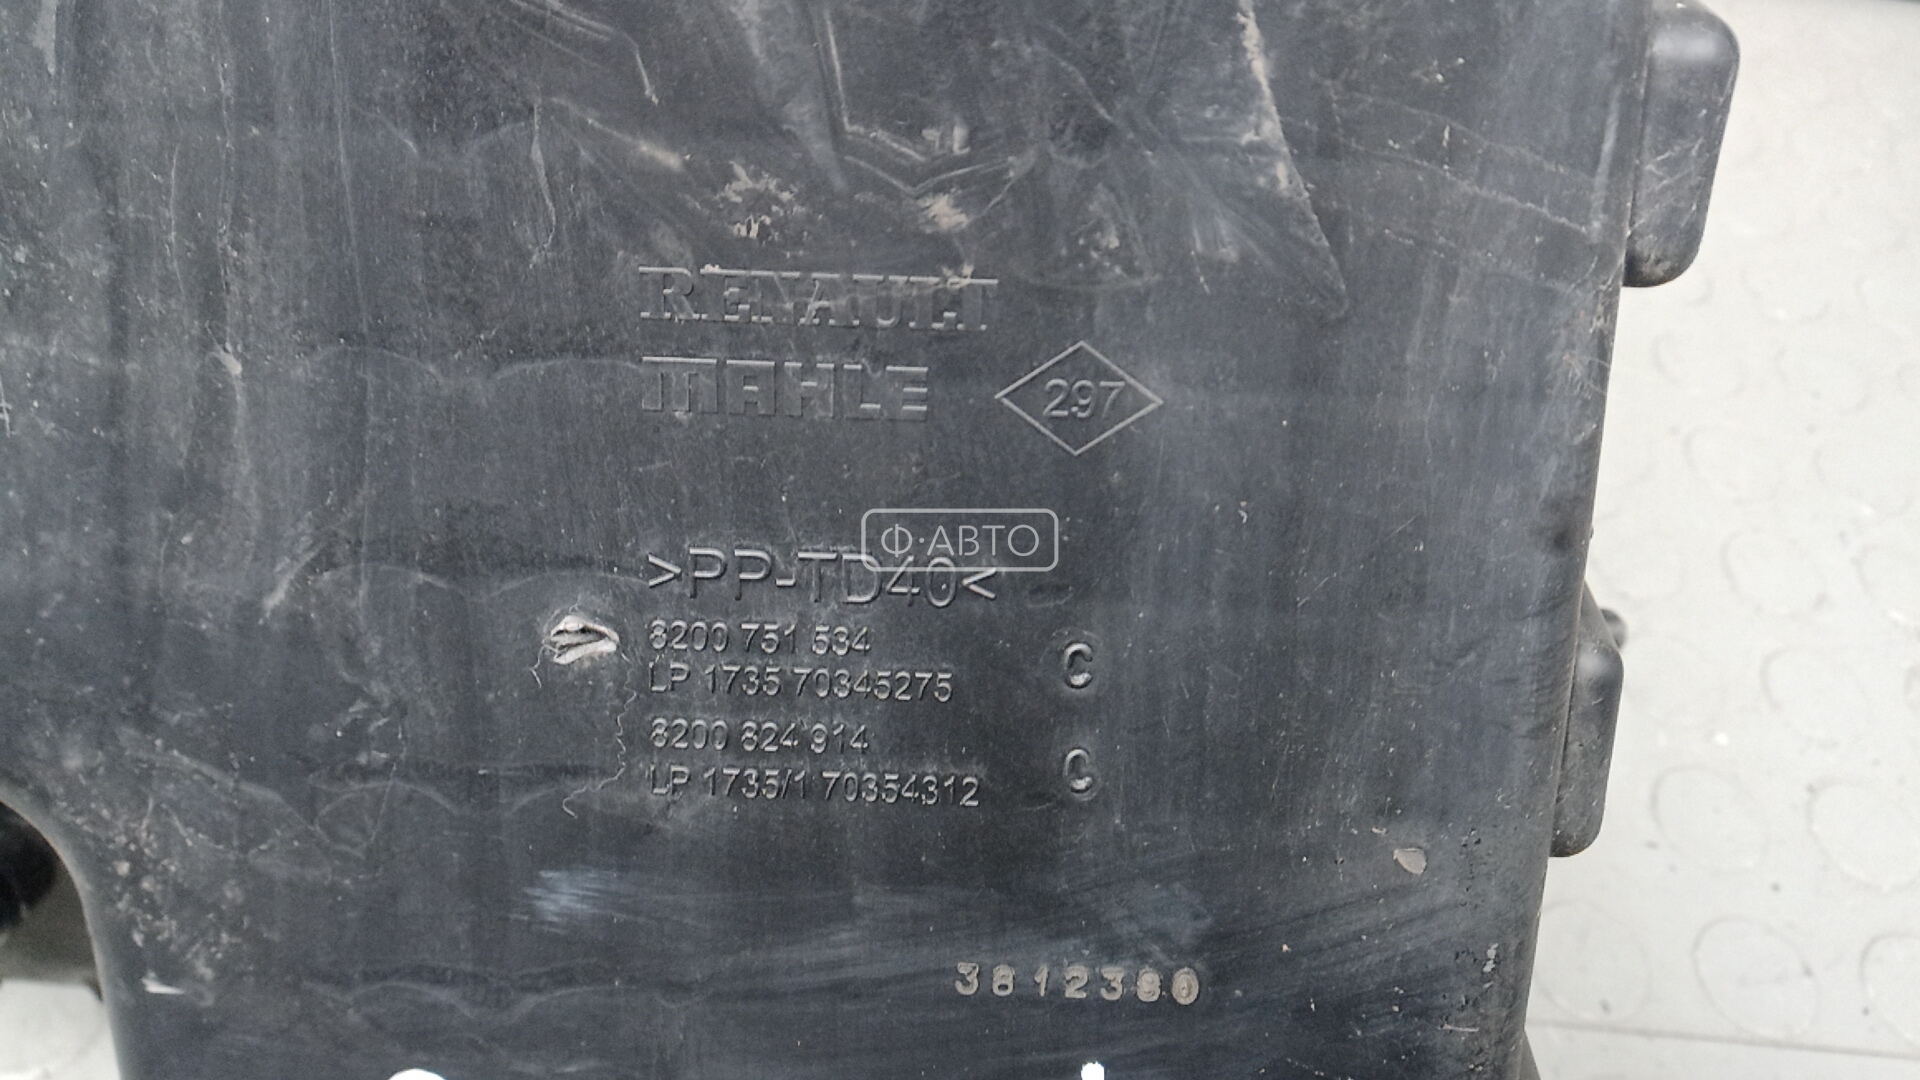 RENAULT
MAHLE
297
Ф·АВТО
>PP-TD40<
8200 751 534
LP 1735 70345275
C
8200 824 914
LP 1735/1 70354312
C
3812380